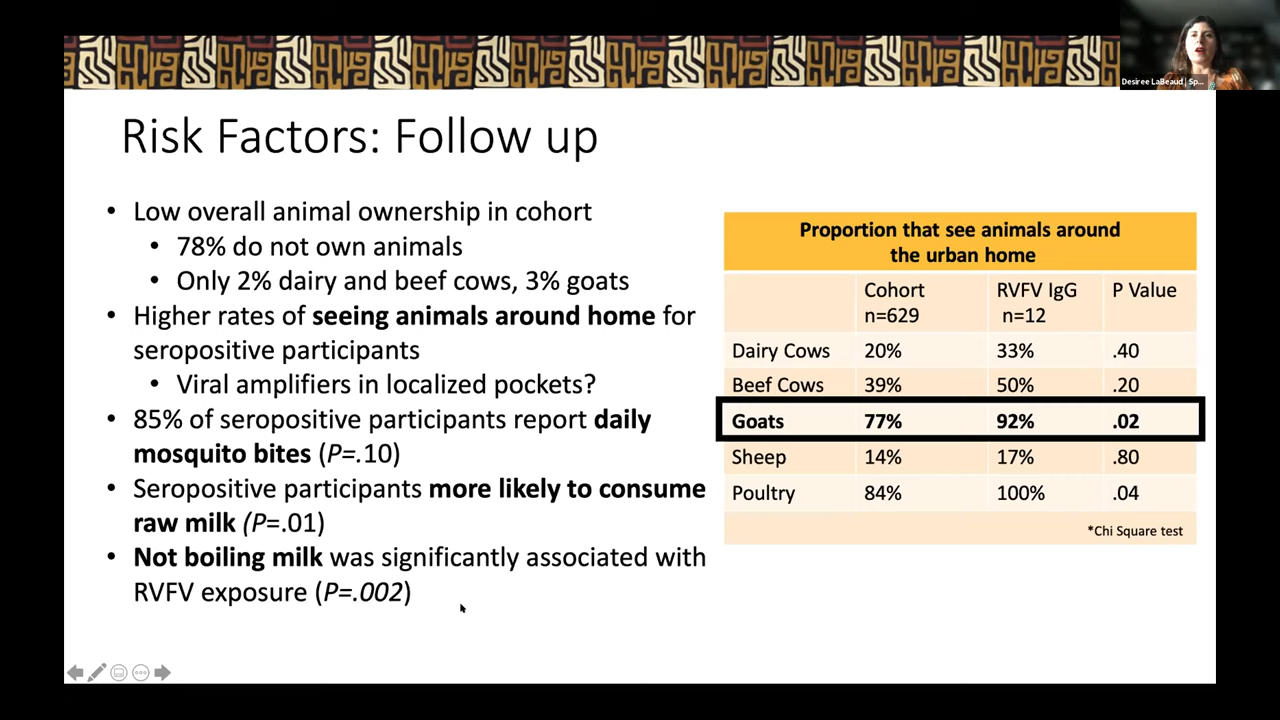 Desiree LaBeaud | Sp...
Risk Factors: Follow up
• Low overall animal ownership in cohort
• 78% do not own animals
• Only 2% dairy and beef cows, 3% goats
• Higher rates of seeing animals around home for
seropositive participants
• Viral amplifiers in localized pockets?
• 85% of seropositive participants report daily
mosquito bites (P=.10)
• Seropositive participants more likely to consume
raw milk (P=.01)
• Not boiling milk was significantly associated with
RVFV exposure (P=.002)
Proportion that see animals around
the urban home
Cohort RVFV IgG P Value
n=629 n=12
Dairy Cows 20% 33% .40
Beef Cows 39% 50% .20
Goats 77% 92% .02
Sheep 14% 17% .80
Poultry 84% 100% .04
*Chi Square test